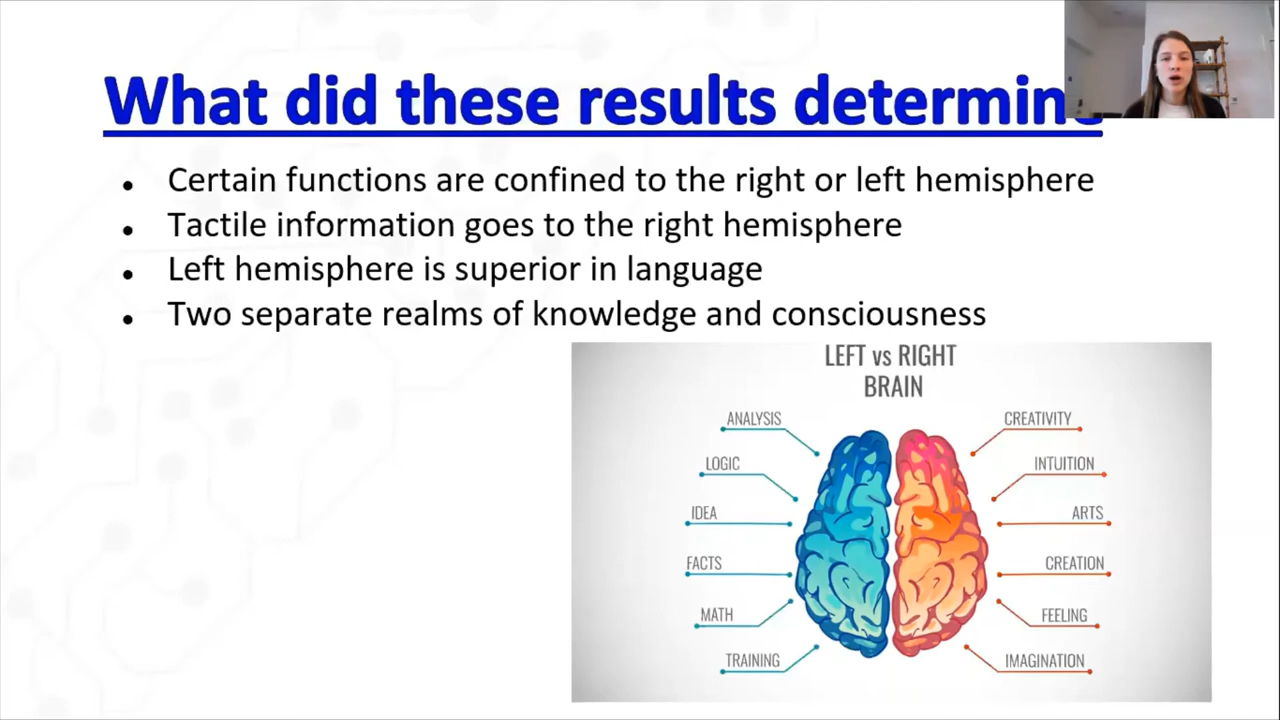 What did these results determine
Certain functions are confined to the right or left hemisphere
Tactile information goes to the right hemisphere
Left hemisphere is superior in language
Two separate realms of knowledge and consciousness
LEFT vs RIGHT
BRAIN
ANALYSIS
CREATIVITY
LOGIC
INTUITION
IDEA
ARTS
FACTS
CREATION
MATH
FEELING
TRAINING
IMAGINATION